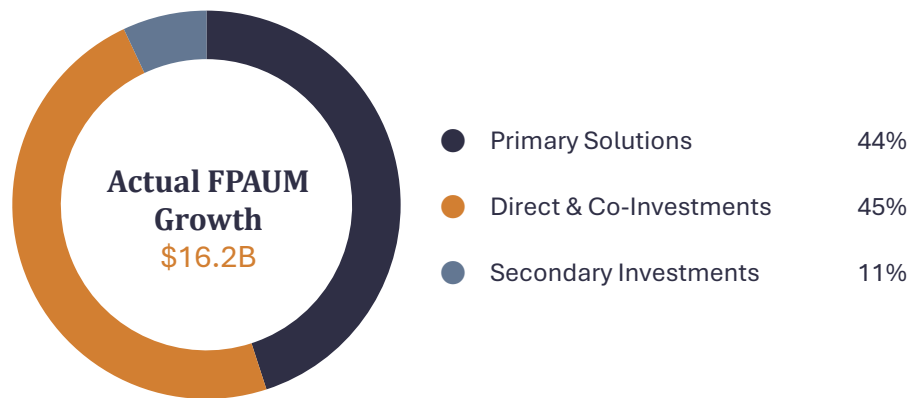 Actual FPAUM
Growth
$16.2B
Primary Solutions 44%
Direct & Co-Investments 45%
Secondary Investments 11%